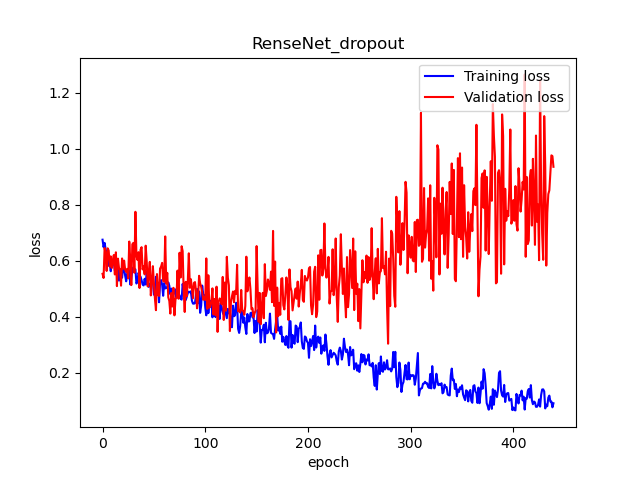 RenseNet_dropout
Training loss
Validation loss
loss
1.2
1.0
0.8
0.6
0.4
0.2
0 100 200 300 400
epoch